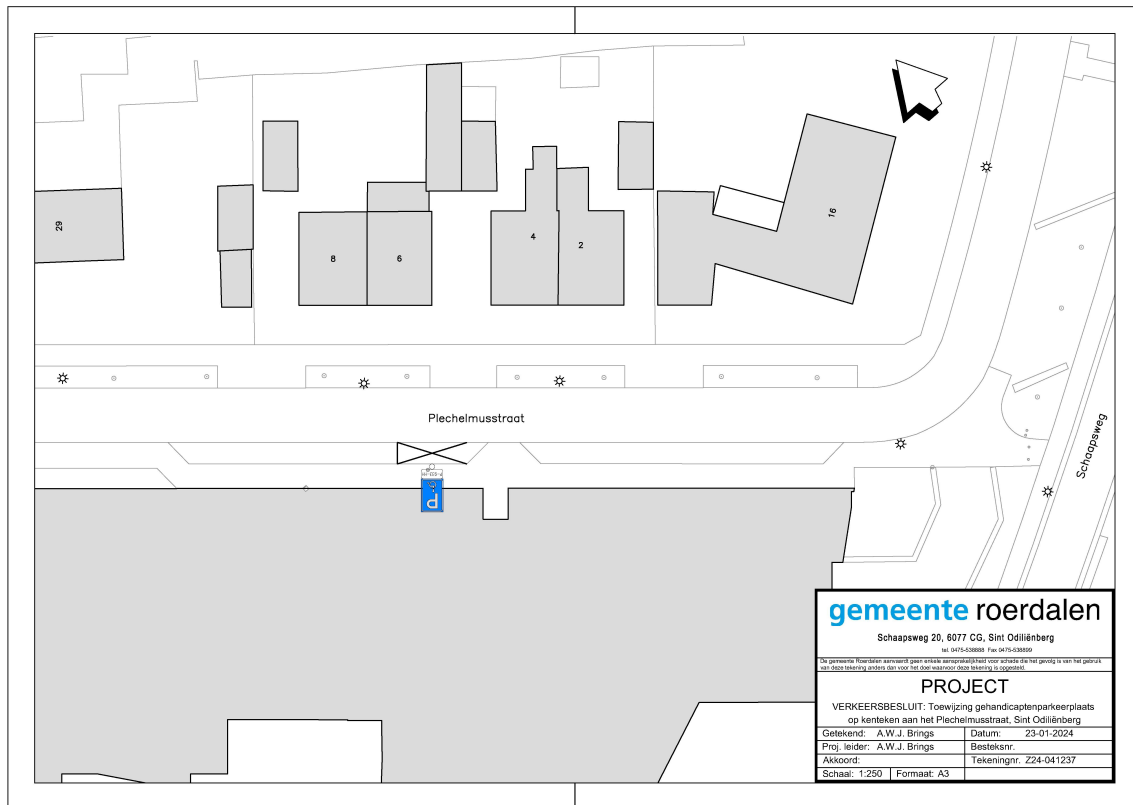 29
8
6
4
2
16
Plechelmusstraat
Schaapsweg
P
gemeente roerdalen
Schaapsweg 20, 6077 CG, Sint Odiliënberg
tel. 0475-538888 Fax 0475-538899
De gemeente Roerdalen aanvaardt geen enkele aansprakelijkheid voor schade die het gevolg is van het gebruik
van deze tekening anders dan voor het doel waarvoor deze tekening is opgesteld.
PROJECT
VERKEERSBESLUIT: Toewijzing gehandicaptenparkeerplaats
op kenteken aan het Plechelmusstraat, Sint Odiliënberg
Getekend: A.W.J. Brings Datum: 23-01-2024
Proj. leider: A.W.J. Brings Besteksnr.
Akkoord: Tekeningnr. Z24-041237
Schaal: 1:250 Formaat: A3